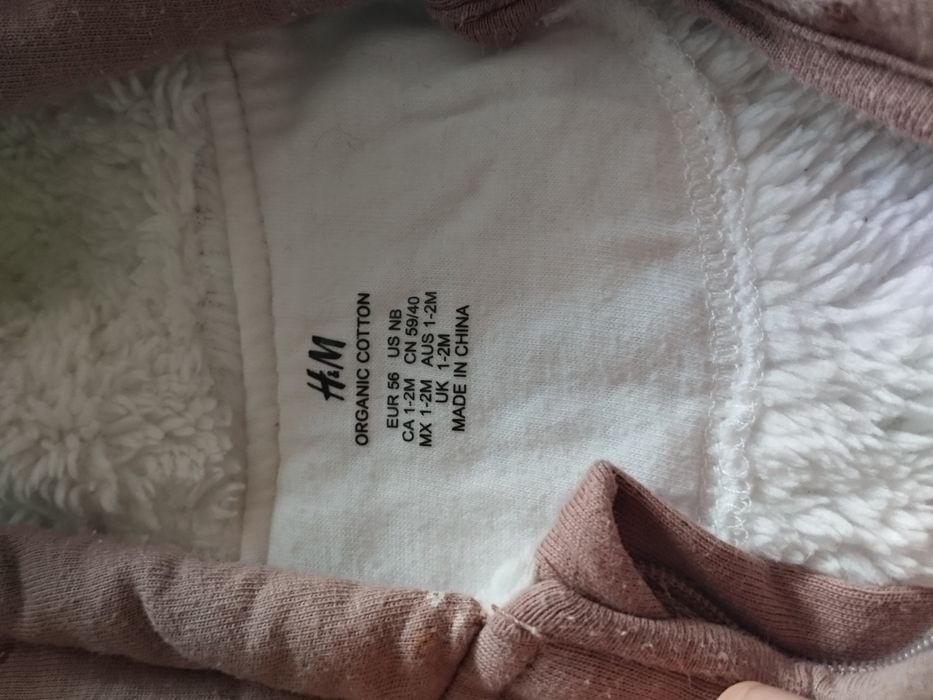 H&M
ORGANIC COTTON
EUR 56 US NB
CA 1-2M CN 59/40
MX 1-2M AUS 1-2M
UK 1-2M
MADE IN CHINA